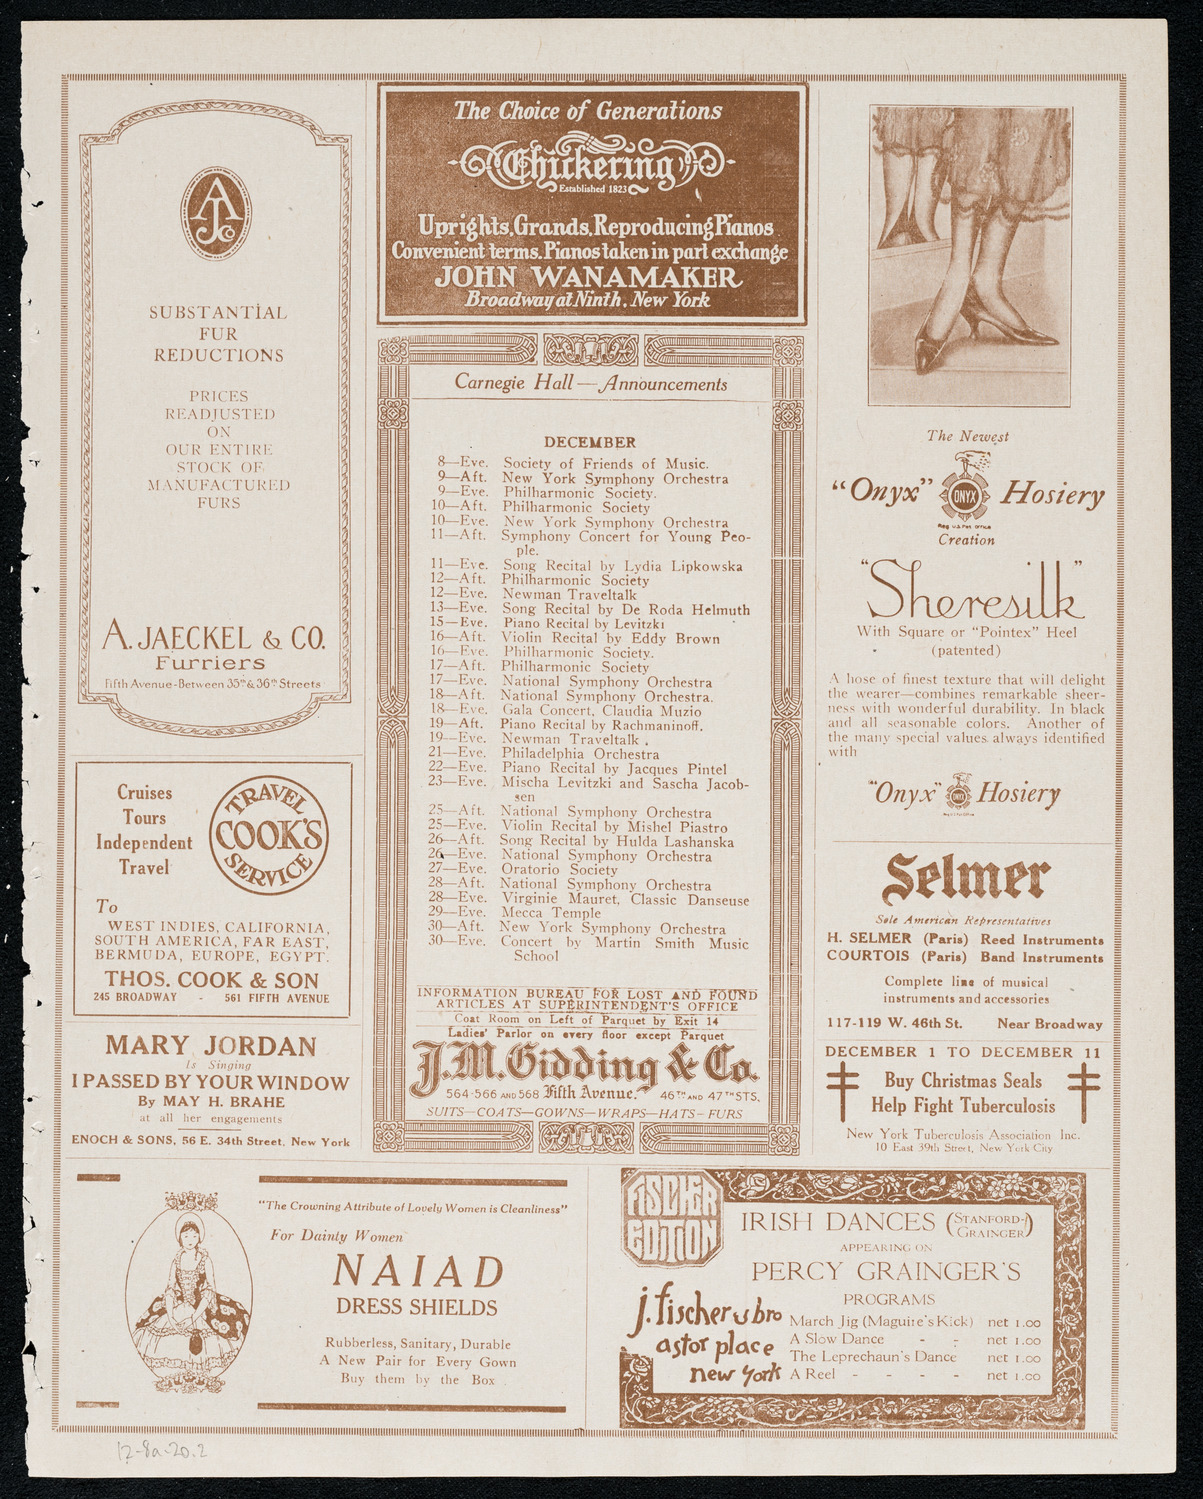 AJCo
SUBSTANTIAL
FUR
REDUCTIONS
PRICES
READJUSTED
ON
OUR ENTIRE
STOCK OF
MANUFACTURED
FURS
A. JAECKEL & CO.
Furriers
Fifth Avenue-Between 35th & 36th Streets
Cruises
Tours
Independent
Travel
TRAVEL
COOK'S
SERVICE
To
WEST INDIES, CALIFORNIA,
SOUTH AMERICA, FAR EAST,
BERMUDA, EUROPE, EGYPT.
THOS. COOK & SON
245 BROADWAY - 561 FIFTH AVENUE
MARY JORDAN
Is Singing
I PASSED BY YOUR WINDOW
By MAY H. BRAHE
at all her engagements
ENOCH & SONS, 56 E. 34th Street, New York
The Choice of Generations
Chickering
Established 1823
Uprights, Grands, Reproducing Pianos
Convenient terms. Pianos taken in part exchange
JOHN WANAMAKER
Broadway at Ninth, New York
Carnegie Hall — Announcements
DECEMBER
8—Eve. Society of Friends of Music.
9—Aft. New York Symphony Orchestra
9—Eve. Philharmonic Society.
10—Aft. Philharmonic Society
10—Eve. New York Symphony Orchestra
11—Aft. Symphony Concert for Young Peo-
ple.
11—Eve. Song Recital by Lydia Lipkowska
12—Aft. Philharmonic Society
12—Eve. Newman Traveltalk
13—Eve. Song Recital by De Roda Helmuth
15—Eve. Piano Recital by Levitzki
16—Aft. Violin Recital by Eddy Brown
16—Eve. Philharmonic Society.
17—Aft. Philharmonic Society
17—Eve. National Symphony Orchestra
18—Aft. National Symphony Orchestra.
18—Eve. Gala Concert, Claudia Muzio
19—Aft. Piano Recital by Rachmaninoff.
19—Eve. Newman Traveltalk .
21—Eve. Philadelphia Orchestra
22—Eve. Piano Recital by Jacques Pintel
23—Eve. Mischa Levitzki and Sascha Jacob-
sen
25—Aft. National Symphony Orchestra
25—Eve. Violin Recital by Mishel Piastro
26—Aft. Song Recital by Hulda Lashanska
26—Eve. National Symphony Orchestra
27—Eve. Oratorio Society
28—Aft. National Symphony Orchestra
28—Eve. Virginie Mauret, Classic Danseuse
29—Eve. Mecca Temple
30—Aft. New York Symphony Orchestra
30—Eve. Concert by Martin Smith Music
School
INFORMATION BUREAU FOR LOST AND FOUND
ARTICLES AT SUPERINTENDENT'S OFFICE
Coat Room on Left of Parquet by Exit 14
Ladies' Parlor on every floor except Parquet
J.M. Gidding & Co.
564-566 AND 568 Fifth Avenue. 46TH AND 47TH STS.
SUITS—COATS—GOWNS—WRAPS—HATS—FURS
The Newest
"Onyx" ONYX Hosiery
Reg. U.S. Pat. Office
Creation
"Sheresilk"
With Square or "Pointex" Heel
(patented)
A hose of finest texture that will delight
the wearer—combines remarkable sheer-
ness with wonderful durability. In black
and all seasonable colors. Another of
the many special values always identified
with
"Onyx" ONYX Hosiery
Reg. U.S. Pat. Office
Selmer
Sole American Representatives
H. SELMER (Paris) Reed Instruments
COURTOIS (Paris) Band Instruments
Complete line of musical
instruments and accessories
117-119 W. 46th St. Near Broadway
DECEMBER 1 TO DECEMBER 11
Buy Christmas Seals
Help Fight Tuberculosis
New York Tuberculosis Association Inc.
10 East 39th Street, New York City
"The Crowning Attribute of Lovely Women is Cleanliness"
For Dainty Women
NAIAD
DRESS SHIELDS
Rubberless, Sanitary, Durable
A New Pair for Every Gown
Buy them by the Box
FISCHER
EDITION
j. fischer & bro
astor place
new york
IRISH DANCES (STANFORD-GRAINGER)
APPEARING ON
PERCY GRAINGER'S
PROGRAMS
March Jig (Maguire's Kick) net 1.00
A Slow Dance - - net 1.00
The Leprechaun's Dance net 1.00
A Reel - - - - net 1.00
12-8a-20.2